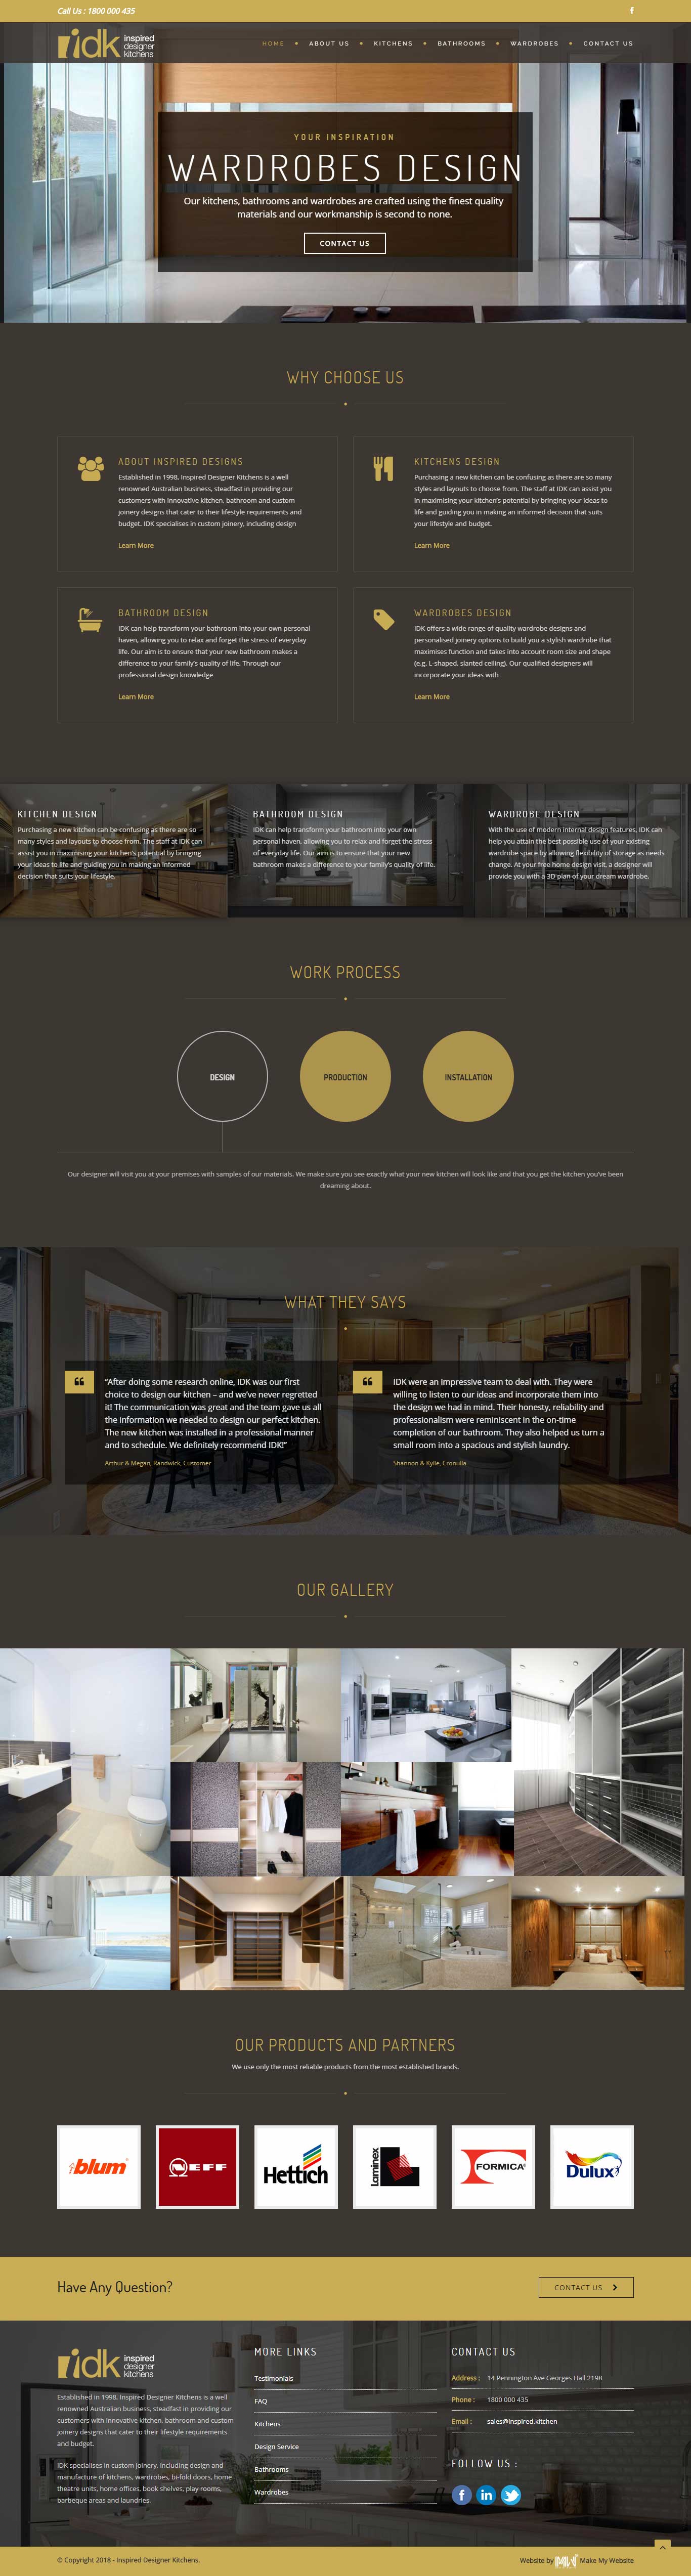 Call Us : 1800 000 435
idk inspired designer kitchens
HOME
ABOUT US
KITCHENS
BATHROOMS
WARDROBES
CONTACT US
YOUR INSPIRATION
WARDROBES DESIGN
Our kitchens, bathrooms and wardrobes are crafted using the finest quality
materials and our workmanship is second to none.
CONTACT US
WHY CHOOSE US
ABOUT INSPIRED DESIGNS
Established in 1998, Inspired Designer Kitchens is a well
renowned Australian business, steadfast in providing our
customers with innovative kitchen, bathroom and custom
joinery designs that cater to their lifestyle requirements and
budget. IDK specialises in custom joinery, including design
Learn More
KITCHENS DESIGN
Purchasing a new kitchen can be confusing as there are so many
styles and layouts to choose from. The staff at IDK can assist you
in maximising your kitchen's potential by bringing your ideas to
life and guiding you in making an informed decision that suits
your lifestyle and budget.
Learn More
BATHROOM DESIGN
IDK can help transform your bathroom into your own personal
haven, allowing you to relax and forget the stress of everyday
life. Our aim is to ensure that your new bathroom makes a
difference to your family's quality of life. Through our
professional design knowledge
Learn More
WARDROBES DESIGN
IDK offers a wide range of quality wardrobe designs and
personalised joinery options to build you a stylish wardrobe that
maximises function and takes into account room size and shape
(e.g. L-shaped, slanted ceiling). Our qualified designers will
incorporate your ideas with
Learn More
KITCHEN DESIGN
Purchasing a new kitchen can be confusing as there are so
many styles and layouts to choose from. The staff at IDK can
assist you in maximising your kitchen's potential by bringing
your ideas to life and guiding you in making an informed
decision that suits your lifestyle.
BATHROOM DESIGN
IDK can help transform your bathroom into your own
personal haven, allowing you to relax and forget the stress
of everyday life. Our aim is to ensure that your new
bathroom makes a difference to your family's quality of life.
WARDROBE DESIGN
With the use of modern internal design features, IDK can
help you attain the best possible use of your existing
wardrobe space by allowing flexibility of storage as needs
change. At your free home design visit, a designer will
provide you with a 3D plan of your dream wardrobe.
WORK PROCESS
DESIGN
PRODUCTION
INSTALLATION
Our designer will visit you at your premises with samples of our materials. We make sure you see exactly what your new kitchen will look like and that you get the kitchen you've been
dreaming about.
WHAT THEY SAYS
"After doing some research online, IDK was our first
choice to design our kitchen – and we've never regretted
it! The communication was great and the team gave us all
the information we needed to design our perfect kitchen.
The new kitchen was installed in a professional manner
and to schedule. We definitely recommend IDK!"
Arthur & Megan, Randwick, Customer
IDK were an impressive team to deal with. They were
willing to listen to our ideas and incorporate them into
the design we had in mind. Their honesty, reliability and
professionalism were reminiscent in the on-time
completion of our bathroom. They also helped us turn a
small room into a spacious and stylish laundry.
Shannon & Kylie, Cronulla
OUR GALLERY
OUR PRODUCTS AND PARTNERS
We use only the most reliable products from the most established brands.
blum
NEFF
Hettich
Laminex
FORMICA
Dulux
Have Any Question?
CONTACT US
idk inspired designer kitchens
Established in 1998, Inspired Designer Kitchens is a well
renowned Australian business, steadfast in providing our
customers with innovative kitchen, bathroom and custom
joinery designs that cater to their lifestyle requirements
and budget.
IDK specialises in custom joinery, including design and
manufacture of kitchens, wardrobes, bi-fold doors, home
theatre units, home offices, book shelves, play rooms,
barbeque areas and laundries.
MORE LINKS
Testimonials
FAQ
Kitchens
Design Service
Bathrooms
Wardrobes
CONTACT US
Address : 14 Pennington Ave Georges Hall 2198
Phone : 1800 000 435
Email : sales@inspired.kitchen
FOLLOW US :
© Copyright 2018 - Inspired Designer Kitchens.
Website by MMW Make My Website